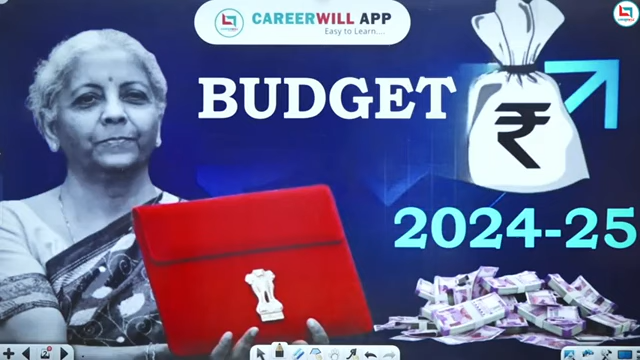 CAREERWILL APP
Easy to Learn....
BUDGET
₹
2024-25